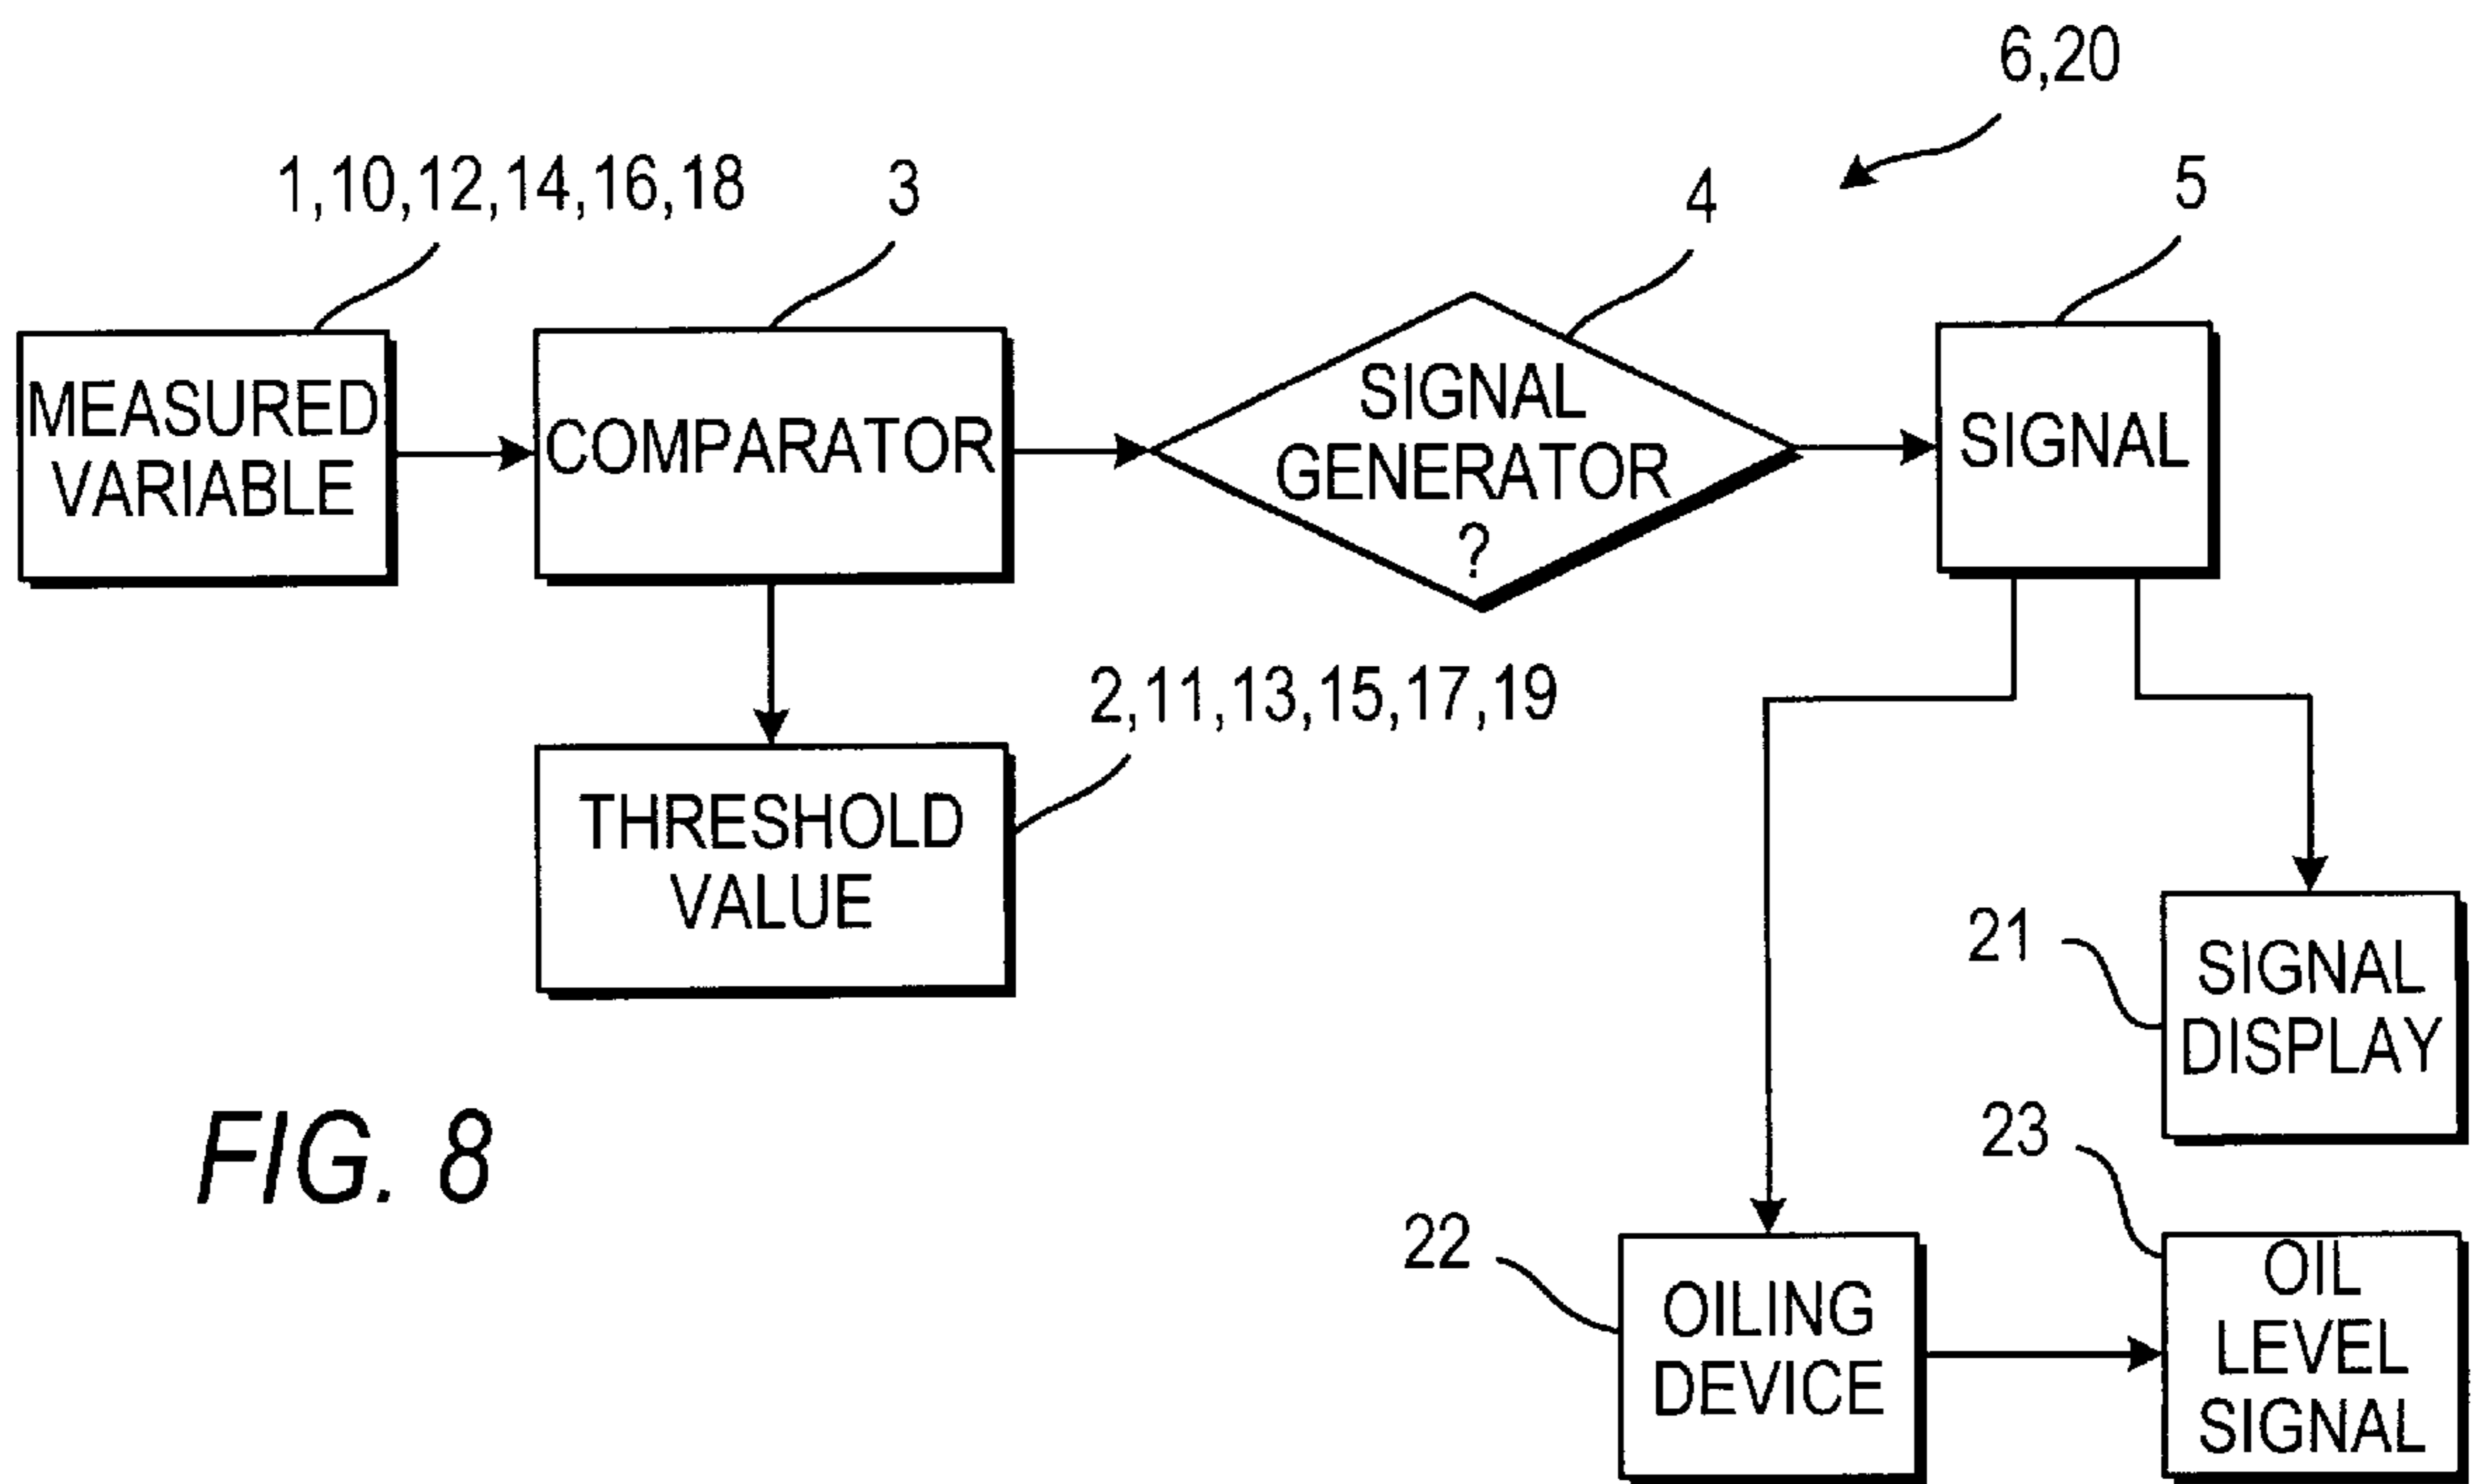 6,20
1,10,12,14,16,18
3
4
5
MEASURED
VARIABLE
COMPARATOR
SIGNAL
GENERATOR
?
SIGNAL
2,11,13,15,17,19
THRESHOLD
VALUE
21
SIGNAL
DISPLAY
FIG. 8
23
22
OILING
DEVICE
OIL
LEVEL
SIGNAL